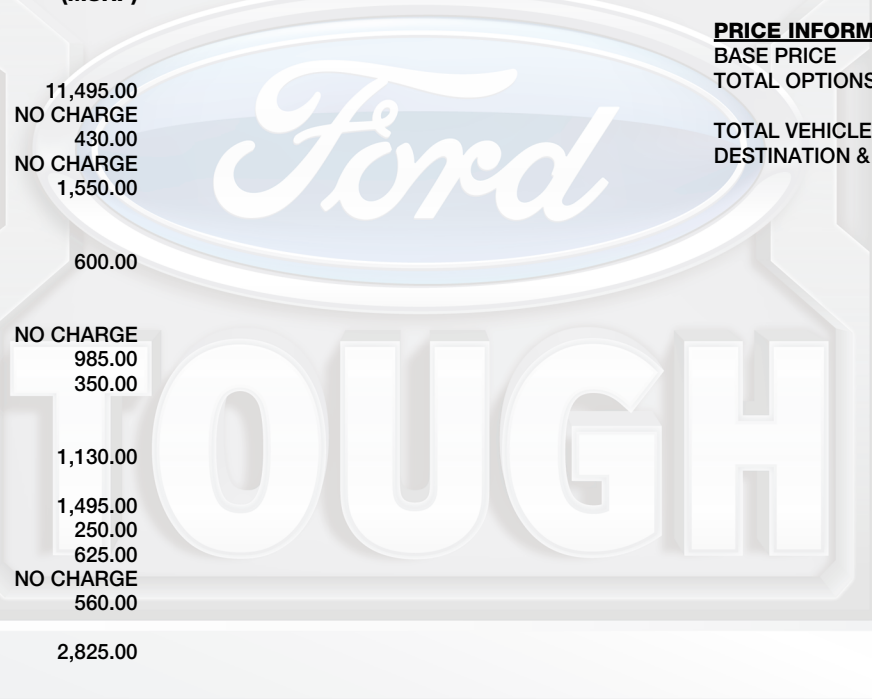 11,495.00
NO CHARGE
430.00
NO CHARGE
1,550.00
600.00
NO CHARGE
985.00
350.00
1,130.00
1,495.00
250.00
625.00
NO CHARGE
560.00
2,825.00
PRICE INFORM
BASE PRICE
TOTAL OPTIONS
TOTAL VEHICLE
DESTINATION &
Ford
TOUGH